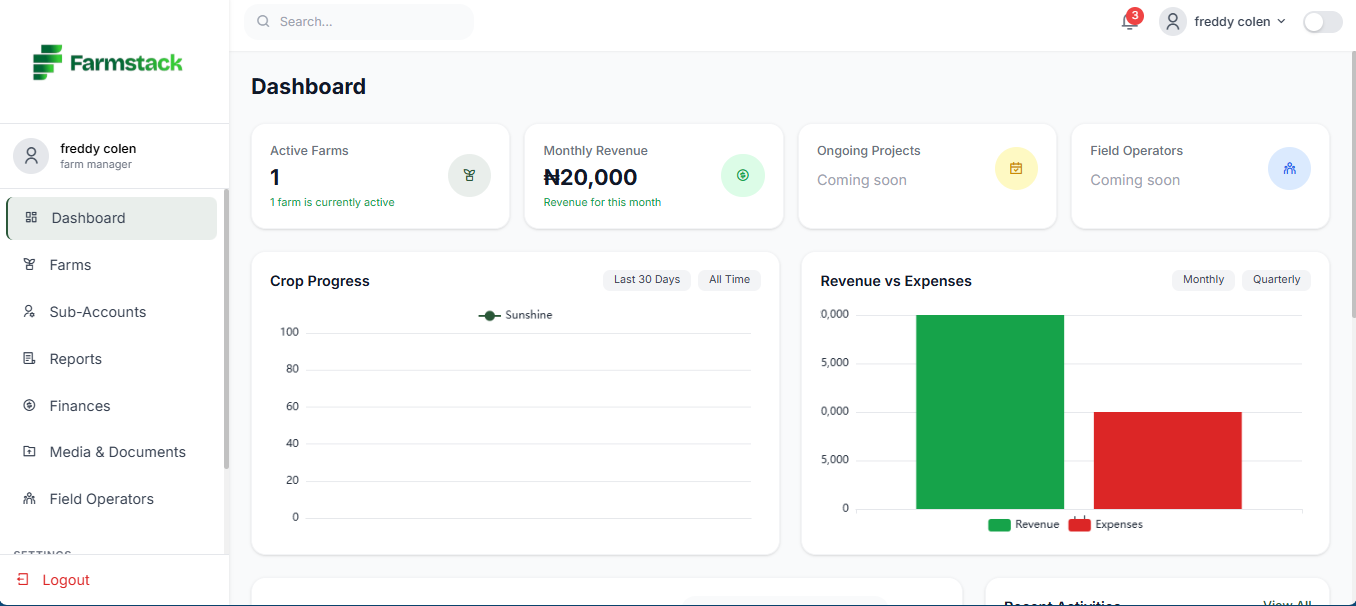 Search...
3
freddy colen
Farmstack
freddy colen
farm manager
Dashboard
Farms
Sub-Accounts
Reports
Finances
Media & Documents
Field Operators
SETTINGS
Logout
Dashboard
Active Farms
1
1 farm is currently active
Monthly Revenue
₦20,000
Revenue for this month
Ongoing Projects
Coming soon
Field Operators
Coming soon
Crop Progress
Last 30 Days
All Time
Sunshine
100
80
60
40
20
0
Revenue vs Expenses
Monthly
Quarterly
0,000
5,000
0,000
5,000
0
Revenue
Expenses
Recent Activities
View All